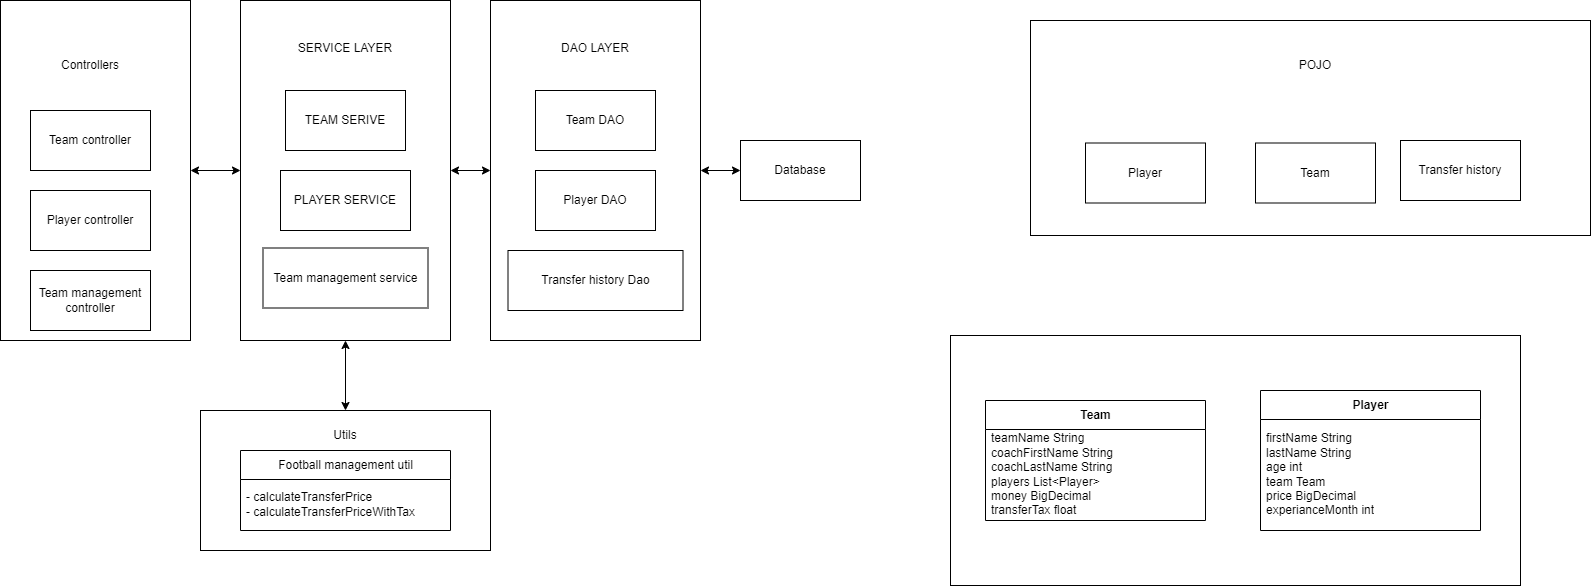 Controllers
Team controller
Player controller
Team management
controller
SERVICE LAYER
TEAM SERIVE
PLAYER SERVICE
Team management service
DAO LAYER
Team DAO
Player DAO
Transfer history Dao
Database
Utils
Football management util
- calculateTransferPrice
- calculateTransferPriceWithTax
POJO
Player
Team
Transfer history
Team
teamName String
coachFirstName String
coachLastName String
players List<Player>
money BigDecimal
transferTax float
Player
firstName String
lastName String
age int
team Team
price BigDecimal
experianceMonth int